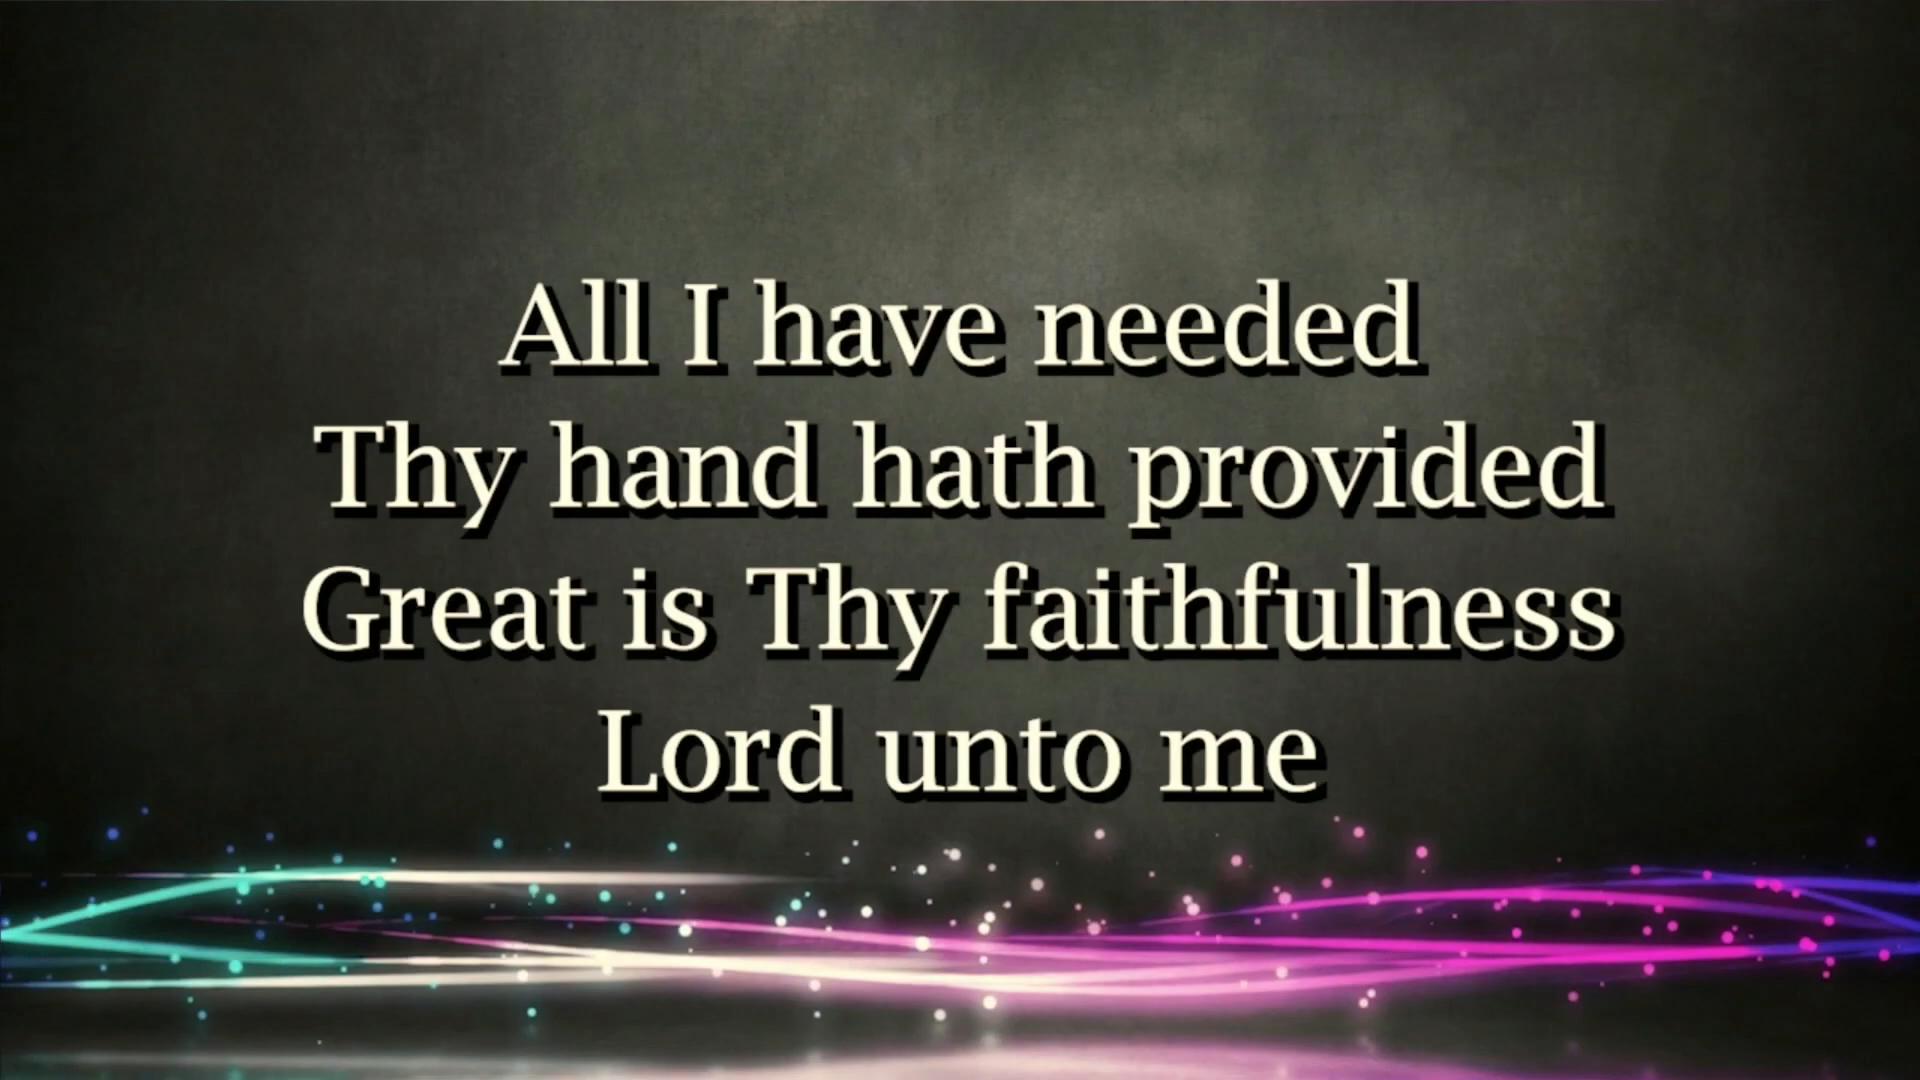 All I have needed
Thy hand hath provided
Great is Thy faithfulness
Lord unto me